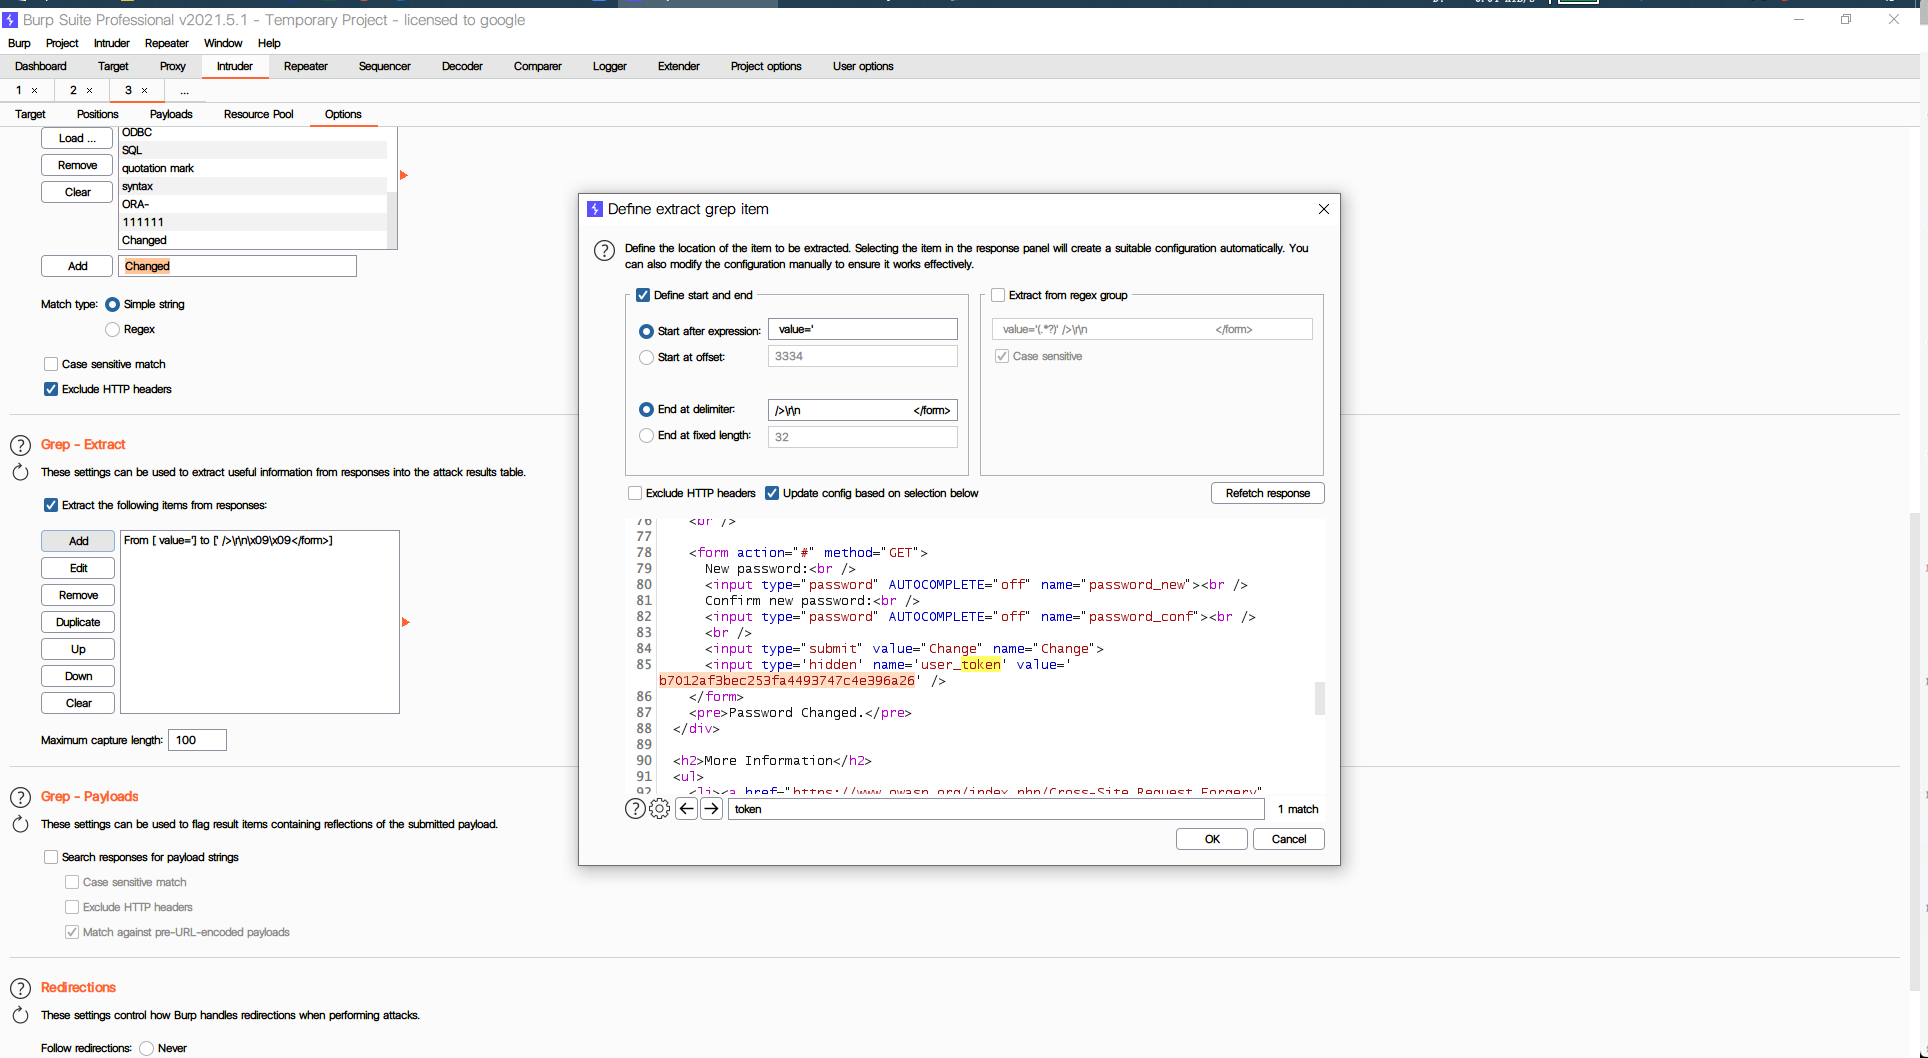 Burp Suite Professional v2021.5.1 - Temporary Project - licensed to google
Burp Project Intruder Repeater Window Help
Dashboard Target Proxy Intruder Repeater Sequencer Decoder Comparer Logger Extender Project options User options
1 × 2 × 3 × ...
Target Positions Payloads Resource Pool Options
Load ...
Remove
Clear
ODBC
SQL
quotation mark
syntax
ORA-
111111
Changed
Add Changed
Match type: Simple string
Regex
Case sensitive match
Exclude HTTP headers
Grep - Extract
These settings can be used to extract useful information from responses into the attack results table.
Extract the following items from responses:
Add
Edit
Remove
Duplicate
Up
Down
Clear
From [ value='] to [' />\r\n\x09\x09</form>]
Maximum capture length: 100
Grep - Payloads
These settings can be used to flag result items containing reflections of the submitted payload.
Search responses for payload strings
Case sensitive match
Exclude HTTP headers
Match against pre-URL-encoded payloads
Redirections
These settings control how Burp handles redirections when performing attacks.
Follow redirections: Never
Define extract grep item
Define the location of the item to be extracted. Selecting the item in the response panel will create a suitable configuration automatically. You
can also modify the configuration manually to ensure it works effectively.
Define start and end
Start after expression: value='
Start at offset: 3334
End at delimiter: />\r\n </form>
End at fixed length: 32
Extract from regex group
value='(.*?)' />\r\n </form>
Case sensitive
Exclude HTTP headers Update config based on selection below Refetch response
76 <br />
77
78 <form action="#" method="GET">
79 New password:<br />
80 <input type="password" AUTOCOMPLETE="off" name="password_new"><br />
81 Confirm new password:<br />
82 <input type="password" AUTOCOMPLETE="off" name="password_conf"><br />
83 <br />
84 <input type="submit" value="Change" name="Change">
85 <input type='hidden' name='user_token' value='
b7012af3bec253fa4493747c4e396a26' />
86 </form>
87 <pre>Password Changed.</pre>
88 </div>
89
90 <h2>More Information</h2>
91 <ul>
92 <li><a href="https://www.owasp.org/index.php/Cross-Site_Request_Forgery"
token 1 match
OK Cancel